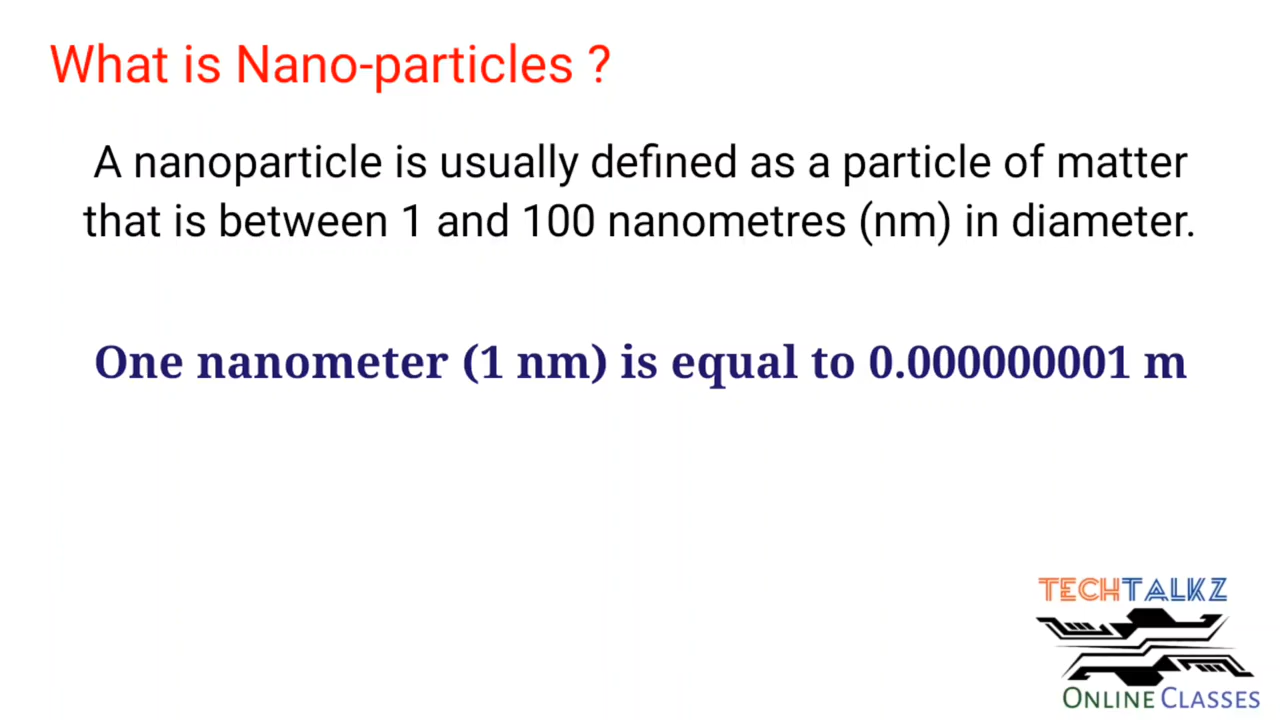 What is Nano-particles ?
A nanoparticle is usually defined as a particle of matter
that is between 1 and 100 nanometres (nm) in diameter.
One nanometer (1 nm) is equal to 0.000000001 m
TECHTALKZ
ONLINE CLASSES